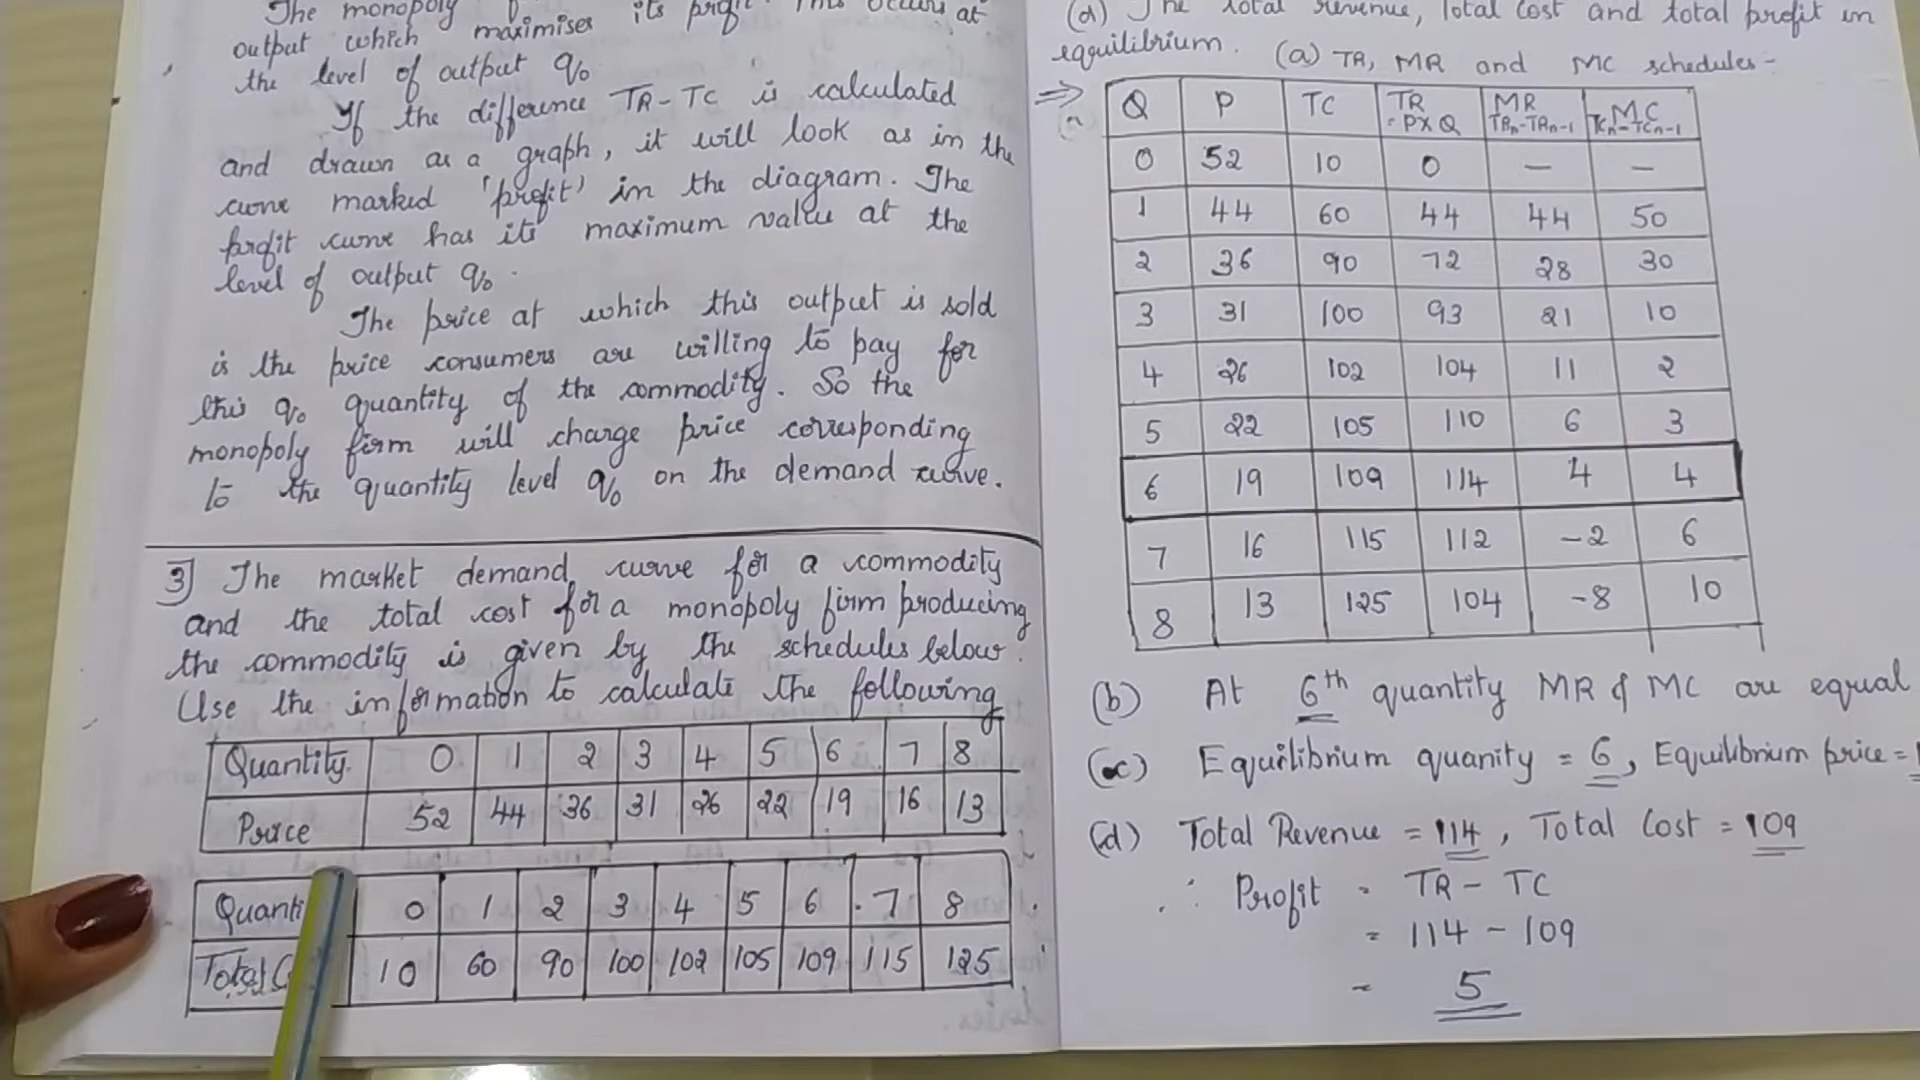 The monopoly its profit. This occurs at
output which maximises
the level of output q₀
If the difference TR - TC is calculated
and drawn as a graph, it will look as in the
curve marked 'profit' in the diagram. The
profit curve has its maximum value at the
level of output q₀.
The price at which this output is sold
is the price consumers are willing to pay for
this q₀ quantity of the commodity. So the
monopoly firm will charge price corresponding
to the quantity level q₀ on the demand curve.
3] The market demand curve for a commodity
and the total cost for a monopoly firm producing
the commodity is given by the schedules below.
Use the information to calculate the following
Quantity. 0 1 2 3 4 5 6 7 8
Price 52 44 36 31 26 22 19 16 13
Quanti 0 1 2 3 4 5 6 7 8
Total C 10 60 90 100 102 105 109 115 125
(d) The total revenue, Total cost and total profit in
equilibrium. (a) TR, MR and MC schedules-
Q P TC TR P×Q MR TRn-TRn-1 MC TCn-TCn-1
0 52 10 0 — —
1 44 60 44 44 50
2 36 90 72 28 30
3 31 100 93 21 10
4 26 102 104 11 2
5 22 105 110 6 3
6 19 109 114 4 4
7 16 115 112 -2 6
8 13 125 104 -8 10
(b) At 6th quantity MR & MC are equal
(c) Equilibrium quanity = 6, Equilibrium price =
(d) Total Revenue = 114, Total Cost = 109
∴ Profit = TR - TC
= 114 - 109
= 5